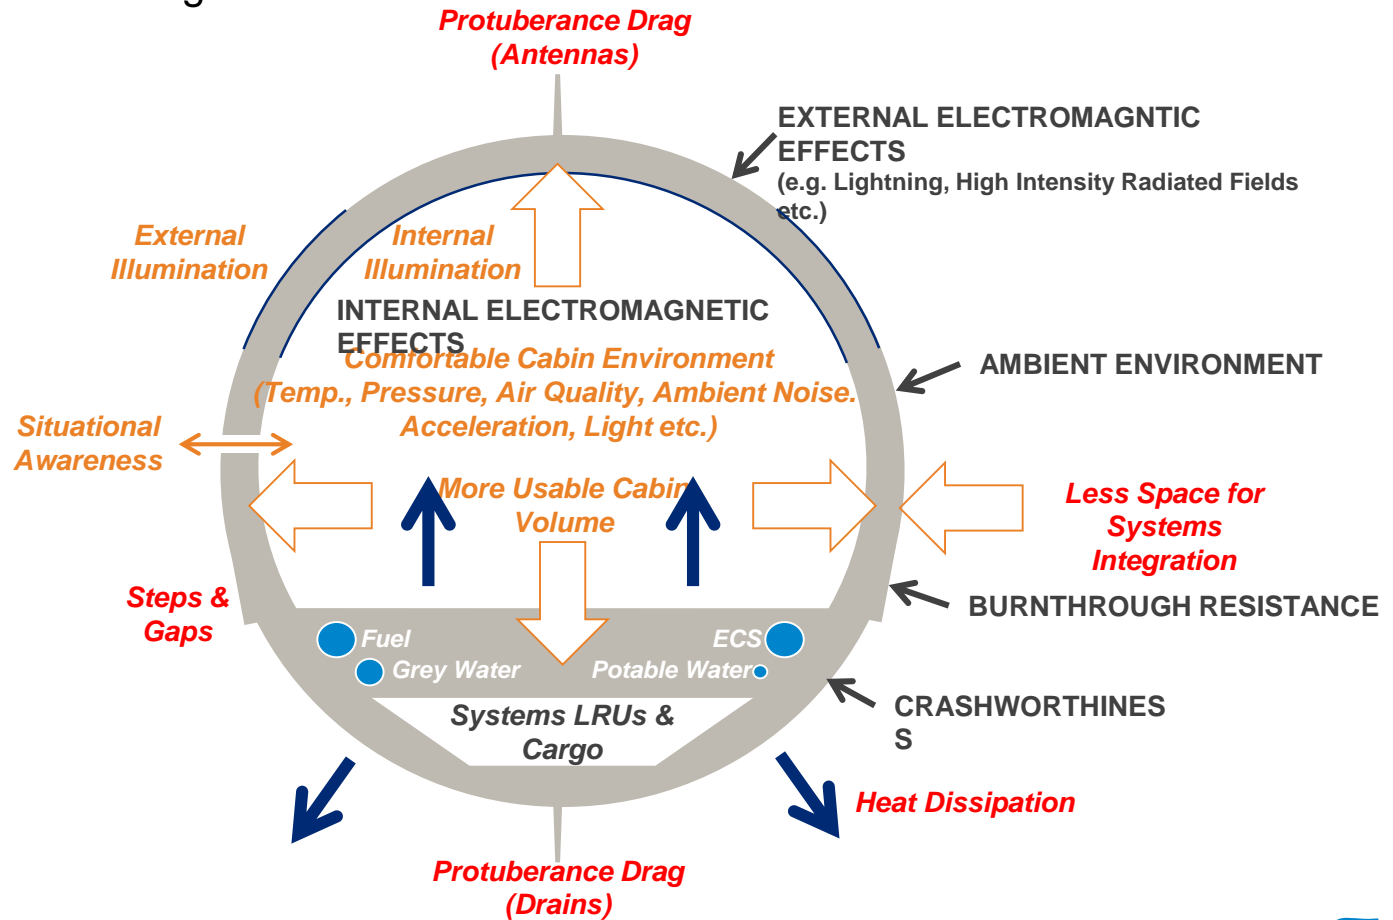 Protuberance Drag
(Antennas)
EXTERNAL ELECTROMAGNTIC
EFFECTS
(e.g. Lightning, High Intensity Radiated Fields
etc.)
External
Illumination
Internal
Illumination
INTERNAL ELECTROMAGNETIC
EFFECTS
Comfortable Cabin Environment
(Temp., Pressure, Air Quality, Ambient Noise.
Acceleration, Light etc.)
AMBIENT ENVIRONMENT
Situational
Awareness
More Usable Cabin
Volume
Less Space for
Systems
Integration
Steps &
Gaps
BURNTHROUGH RESISTANCE
Fuel
ECS
Grey Water
Potable Water
Systems LRUs &
Cargo
CRASHWORTHINES
S
Heat Dissipation
Protuberance Drag
(Drains)